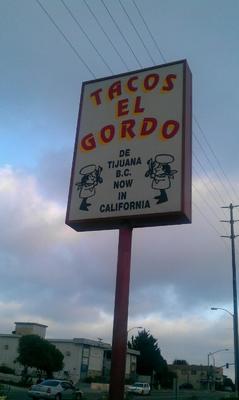 TACOS
EL
GORDO
DE
TIJUANA
B.C.
NOW
IN
CALIFORNIA